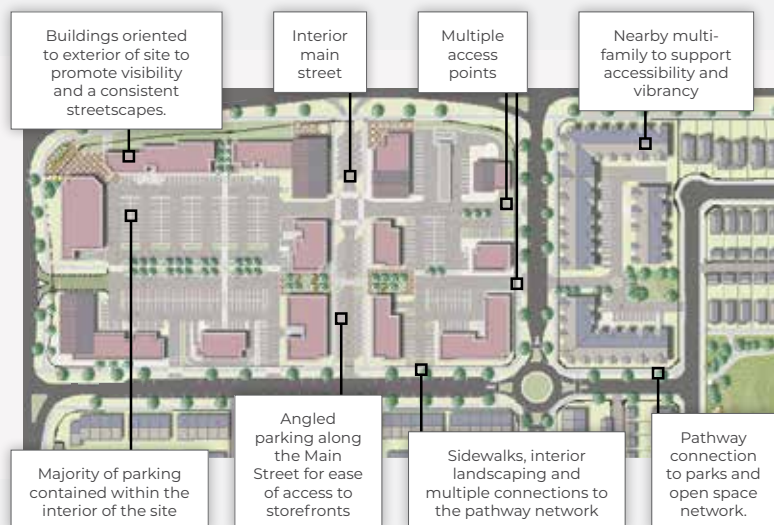 Buildings oriented
to exterior of site to
promote visibility
and a consistent
streetscapes.
Interior
main
street
Multiple
access
points
Nearby multi-
family to support
accessibility and
vibrancy
Majority of parking
contained within the
interior of the site
Angled
parking along
the Main
Street for ease
of access to
storefronts
Sidewalks, interior
landscaping and
multiple connections to
the pathway network
Pathway
connection
to parks and
open space
network.